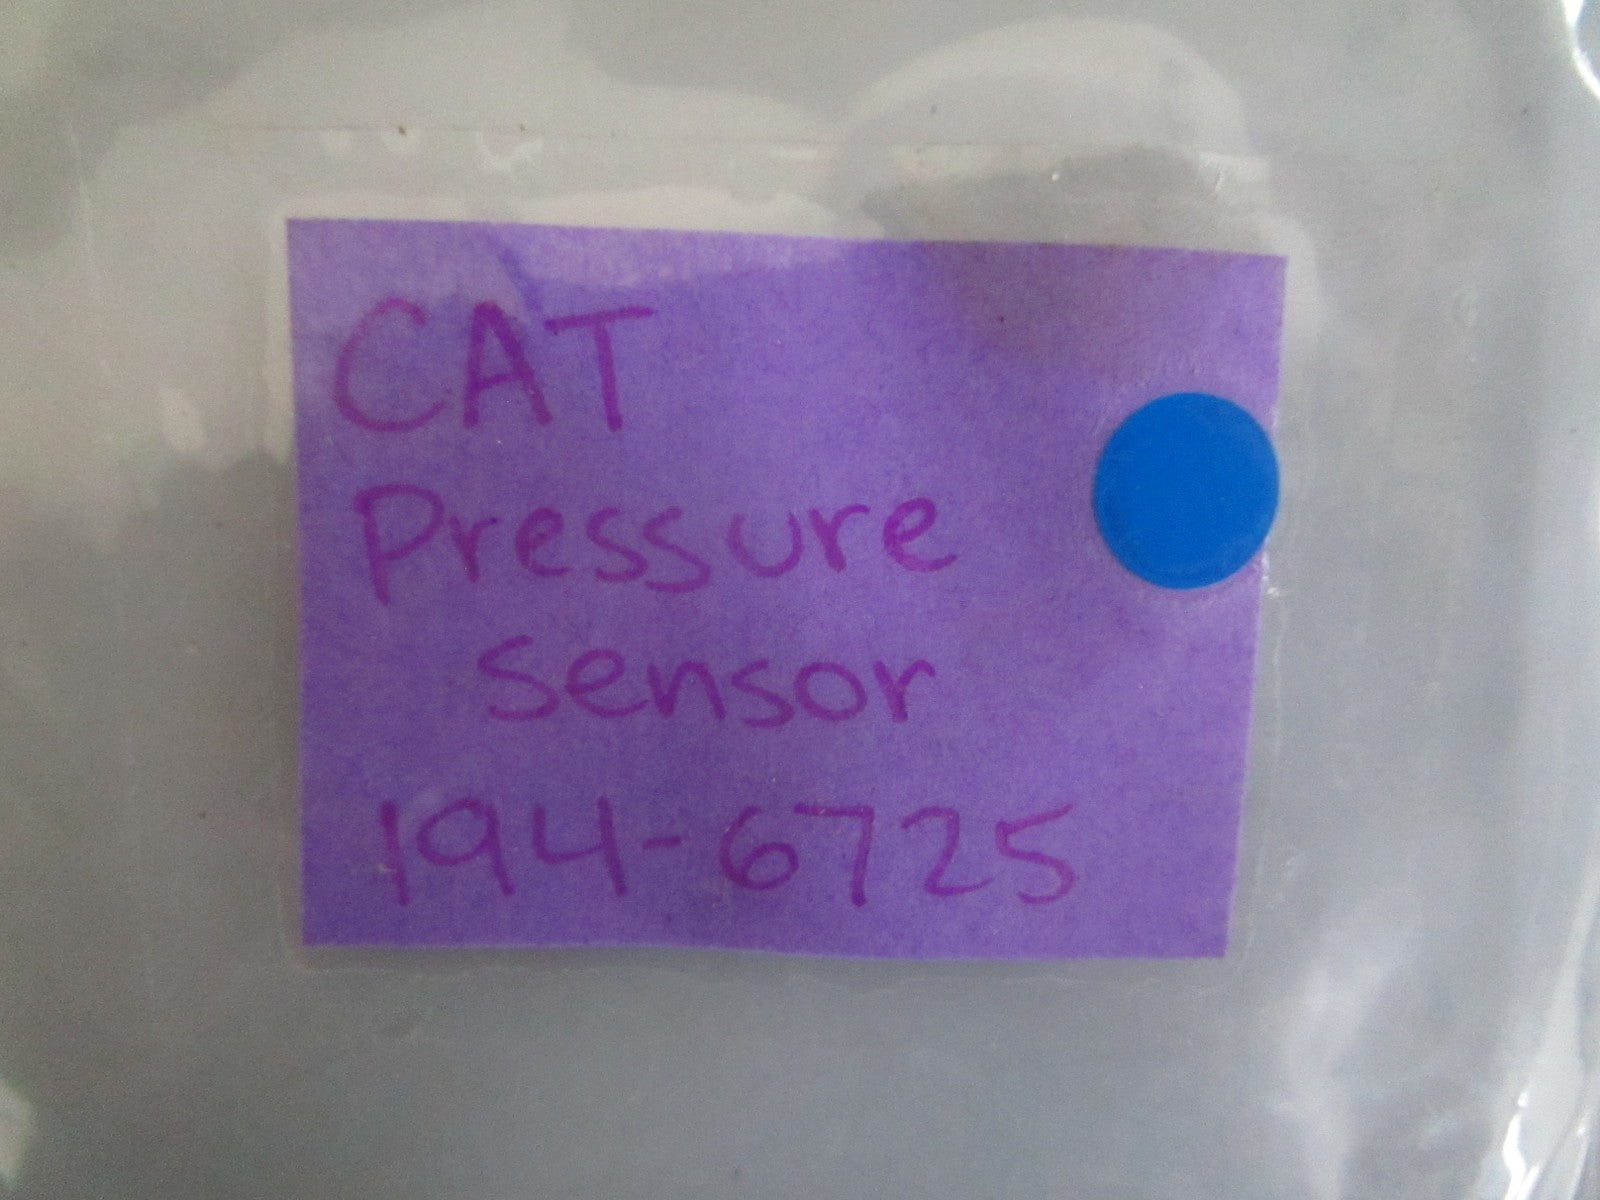 CAT
Pressure
Sensor
194-6725